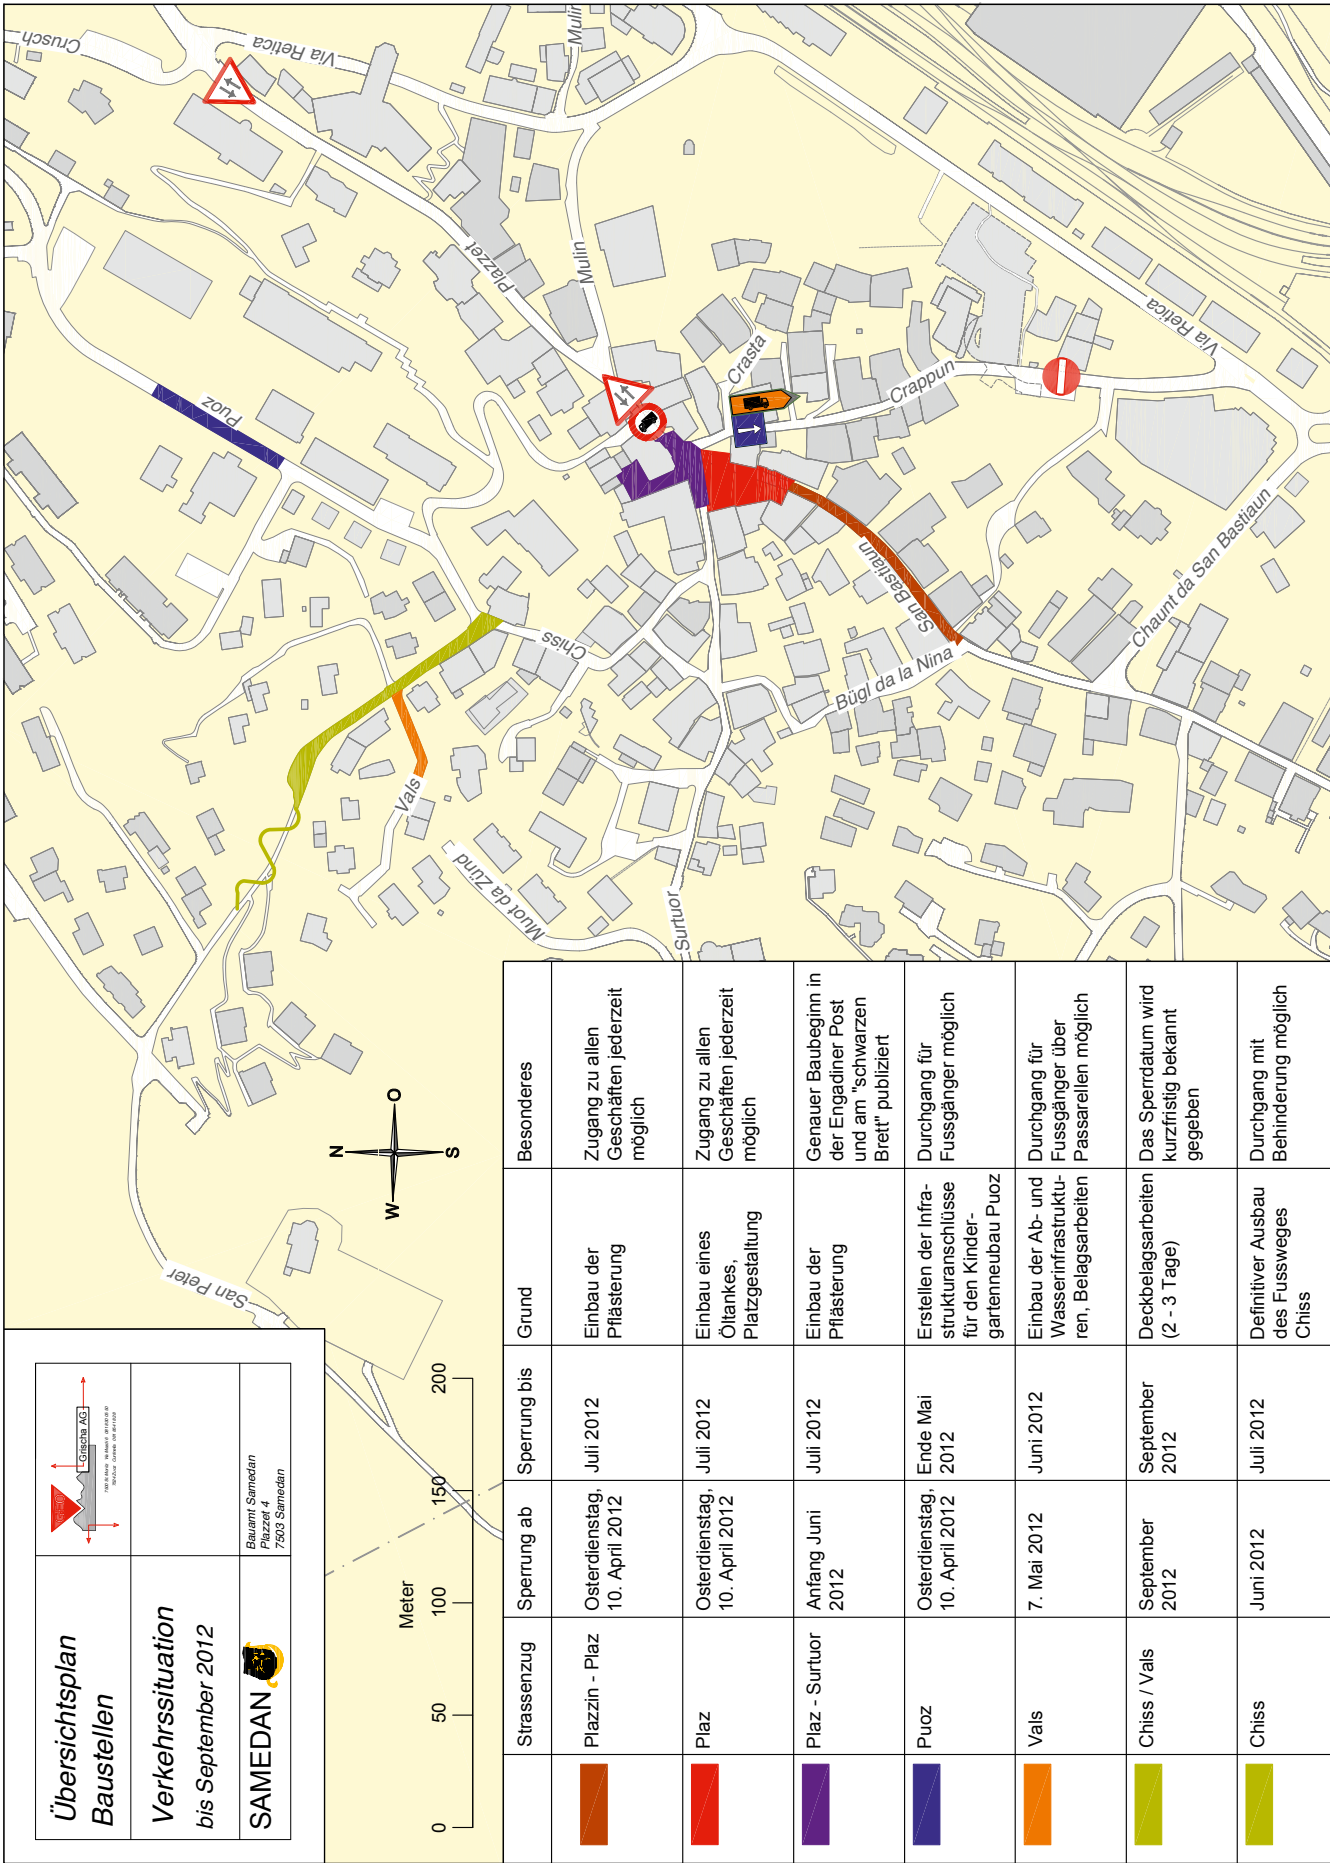 Übersichtsplan
Baustellen
Grischa AG
Verkehrssituation
bis September 2012
SAMEDAN
Bauamt Samedan
Plazzet 4
7503 Samedan
Meter
0 50 100 150 200
N
W O
S
Strassenzug Sperrung ab Sperrung bis Grund Besonderes
Plazzin - Plaz
Osterdienstag,
10. April 2012
Juli 2012
Einbau der
Pflästerung
Zugang zu allen
Geschäften jederzeit
möglich
Plaz
Osterdienstag,
10. April 2012
Juli 2012
Einbau eines
Öltankes,
Platzgestaltung
Zugang zu allen
Geschäften jederzeit
möglich
Plaz - Surtuor
Anfang Juni
2012
Juli 2012
Einbau der
Pflästerung
Genauer Baubeginn in
der Engadiner Post
und am "schwarzen
Brett" publiziert
Puoz
Osterdienstag,
10. April 2012
Ende Mai
2012
Erstellen der Infra-
strukturanschlüsse
für den Kinder-
gartenneubau Puoz
Durchgang für
Fussgänger möglich
Vals
7. Mai 2012
Juni 2012
Einbau der Ab- und
Wasserinfrastruktu-
ren, Belagsarbeiten
Durchgang für
Fussgänger über
Passarellen möglich
Chiss / Vals
September
2012
September
2012
Deckbelagsarbeiten
(2 - 3 Tage)
Das Sperrdatum wird
kurzfristig bekannt
gegeben
Chiss
Juni 2012
Juli 2012
Definitiver Ausbau
des Fussweges
Chiss
Durchgang mit
Behinderung möglich
San Peter
Crusch
Via Retica
Mulin
Puoz
Plazzet
Mulin
Chiss
Vals
Muot da Zünd
Surtuor
Crasta
Crappun
San Bastiaun
Bügl da la Nina
Via Retica
Chaunt da San Bastiaun